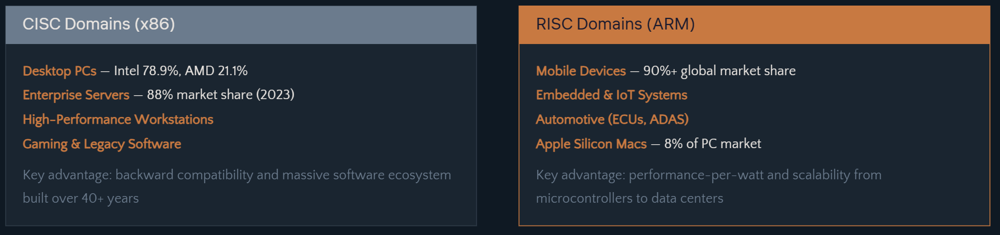 CISC Domains (x86)
Desktop PCs — Intel 78.9%, AMD 21.1%
Enterprise Servers — 88% market share (2023)
High-Performance Workstations
Gaming & Legacy Software
Key advantage: backward compatibility and massive software ecosystem
built over 40+ years
RISC Domains (ARM)
Mobile Devices — 90%+ global market share
Embedded & IoT Systems
Automotive (ECUs, ADAS)
Apple Silicon Macs — 8% of PC market
Key advantage: performance-per-watt and scalability from
microcontrollers to data centers